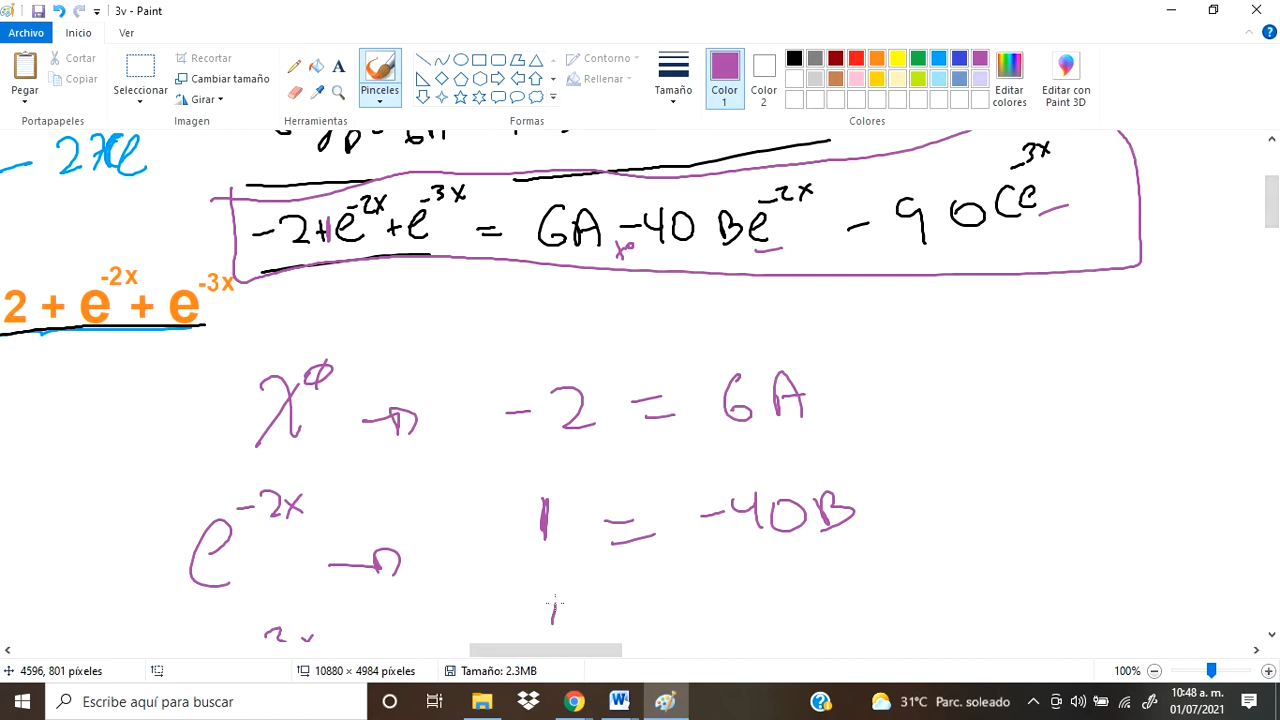 3v - Paint
Archivo Inicio Ver
Pegar
Cortar
Copiar
Portapapeles
Seleccionar
Recortar
Cambiar tamaño
Girar
Imagen
Pinceles
Herramientas
Contorno
Rellenar
Formas
Tamaño
Color 1
Color 2
Editar colores
Editar con Paint 3D
Colores
-2+1e^-2x + e^-3x = 6A - 40Be^-2x - 90Ce^-3x
x⁰
2 + e^-2x + e^-3x
x⁰ → -2 = 6A
e^-2x → 1 = -40B
4596, 801 píxeles
10880 × 4984 píxeles
Tamaño: 2.3MB
100%
Escribe aquí para buscar
31°C Parc. soleado
10:48 a. m.
01/07/2021